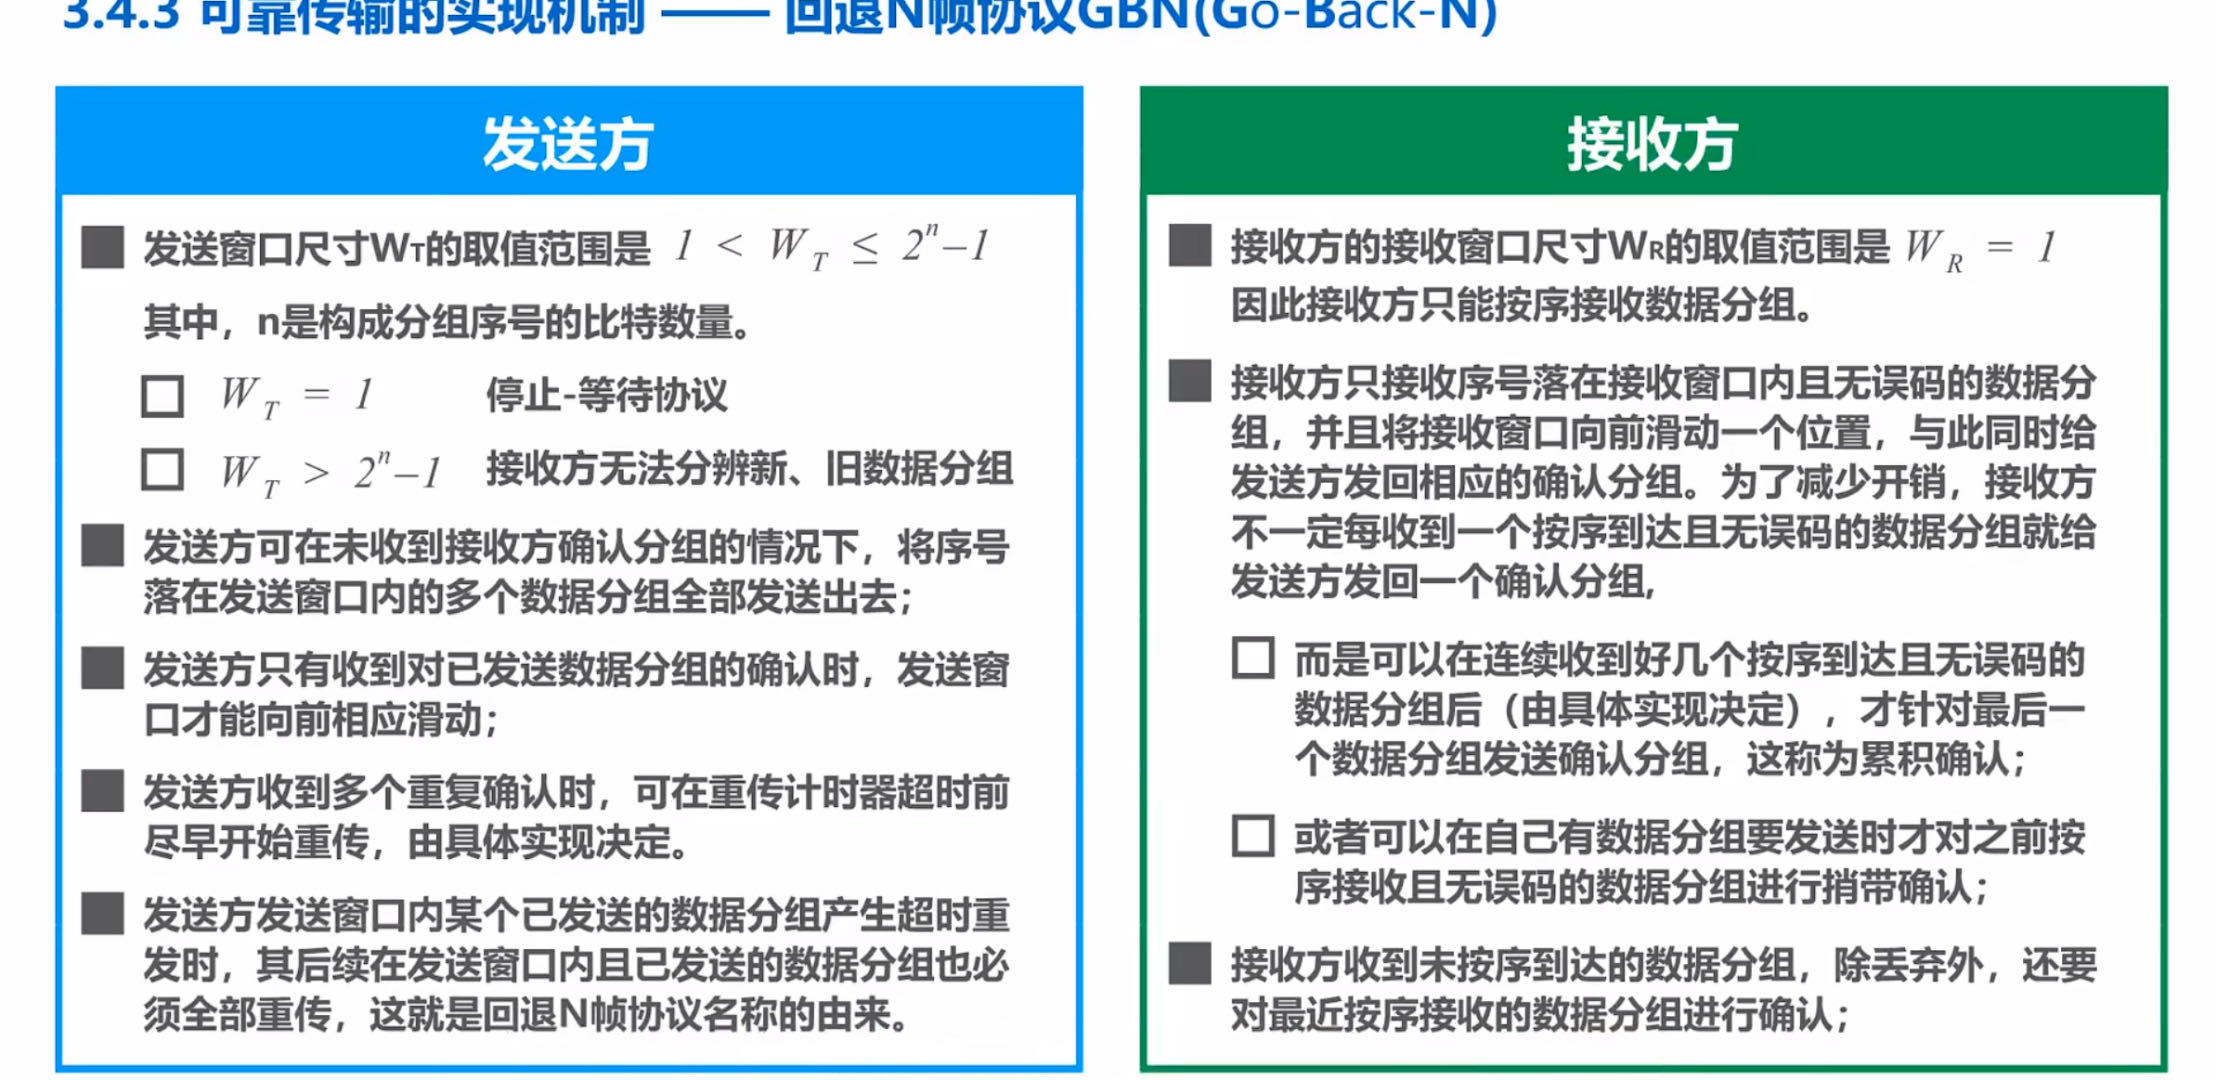 3.4.3 可靠传输的实现机制 —— 回退N帧协议GBN(Go-Back-N)
发送方
发送窗口尺寸WT的取值范围是 1 < W T ≤ 2ⁿ–1
其中，n是构成分组序号的比特数量。
W T = 1 停止-等待协议
W T > 2ⁿ–1 接收方无法分辨新、旧数据分组
发送方可在未收到接收方确认分组的情况下，将序号
落在发送窗口内的多个数据分组全部发送出去；
发送方只有收到对已发送数据分组的确认时，发送窗
口才能向前相应滑动；
发送方收到多个重复确认时，可在重传计时器超时前
尽早开始重传，由具体实现决定。
发送方发送窗口内某个已发送的数据分组产生超时重
发时，其后续在发送窗口内且已发送的数据分组也必
须全部重传，这就是回退N帧协议名称的由来。
接收方
接收方的接收窗口尺寸WR的取值范围是 W R = 1
因此接收方只能按序接收数据分组。
接收方只接收序号落在接收窗口内且无误码的数据分
组，并且将接收窗口向前滑动一个位置，与此同时给
发送方发回相应的确认分组。为了减少开销，接收方
不一定每收到一个按序到达且无误码的数据分组就给
发送方发回一个确认分组,
而是可以在连续收到好几个按序到达且无误码的
数据分组后（由具体实现决定），才针对最后一
个数据分组发送确认分组，这称为累积确认；
或者可以在自己有数据分组要发送时才对之前按
序接收且无误码的数据分组进行捎带确认；
接收方收到未按序到达的数据分组，除丢弃外，还要
对最近按序接收的数据分组进行确认；